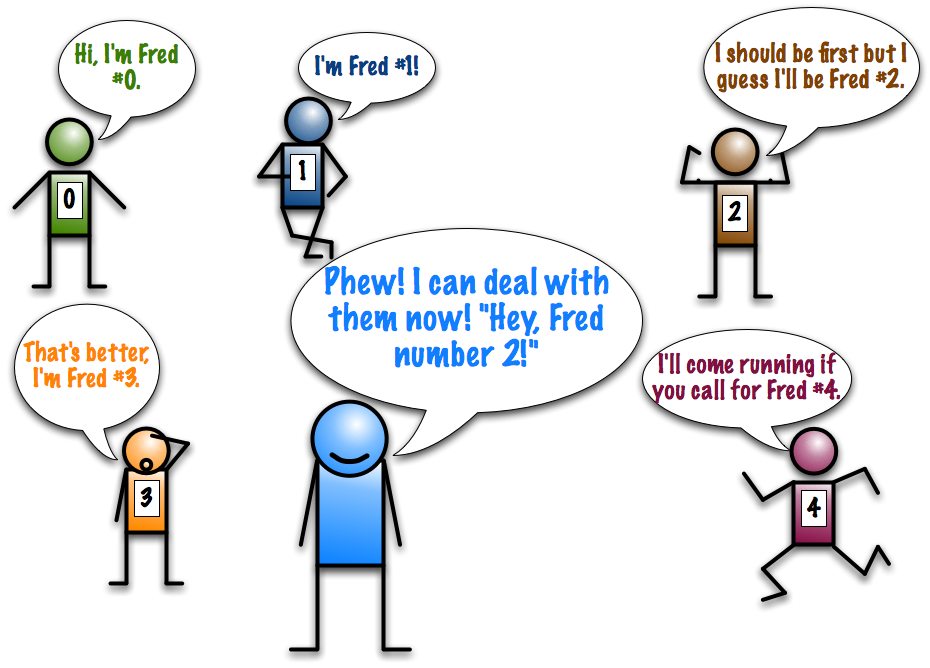 Hi, I'm Fred
#0.
I'm Fred #1!
I should be first but I
guess I'll be Fred #2.
0
1
2
Phew! I can deal with
them now! "Hey, Fred
number 2!"
That's better,
I'm Fred #3.
I'll come running if
you call for Fred #4.
3
4